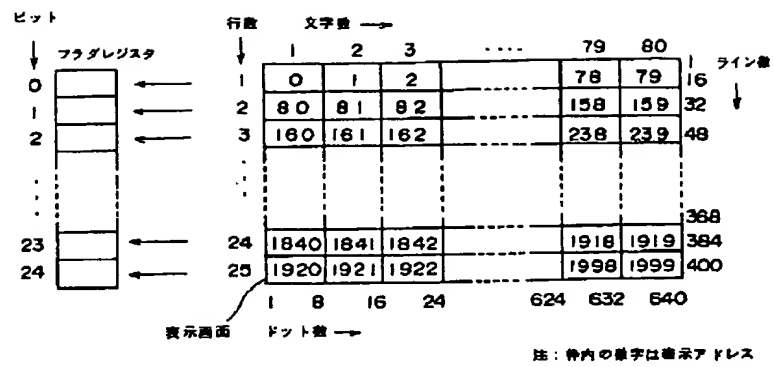 ビット
フラグレジスタ
0
1
2
23
24
行数 文字数
1 2 3 ···· 79 80
1 0 1 2 78 79 1 16 ライン数
2 80 81 82 158 159 32
3 160 161 162 238 239 48
368
24 1840 1841 1842 1918 1919 384
25 1920 1921 1922 1998 1999 400
1 8 16 24 624 632 640
表示画面 ドット数
注：枠内の数字は表示アドレス